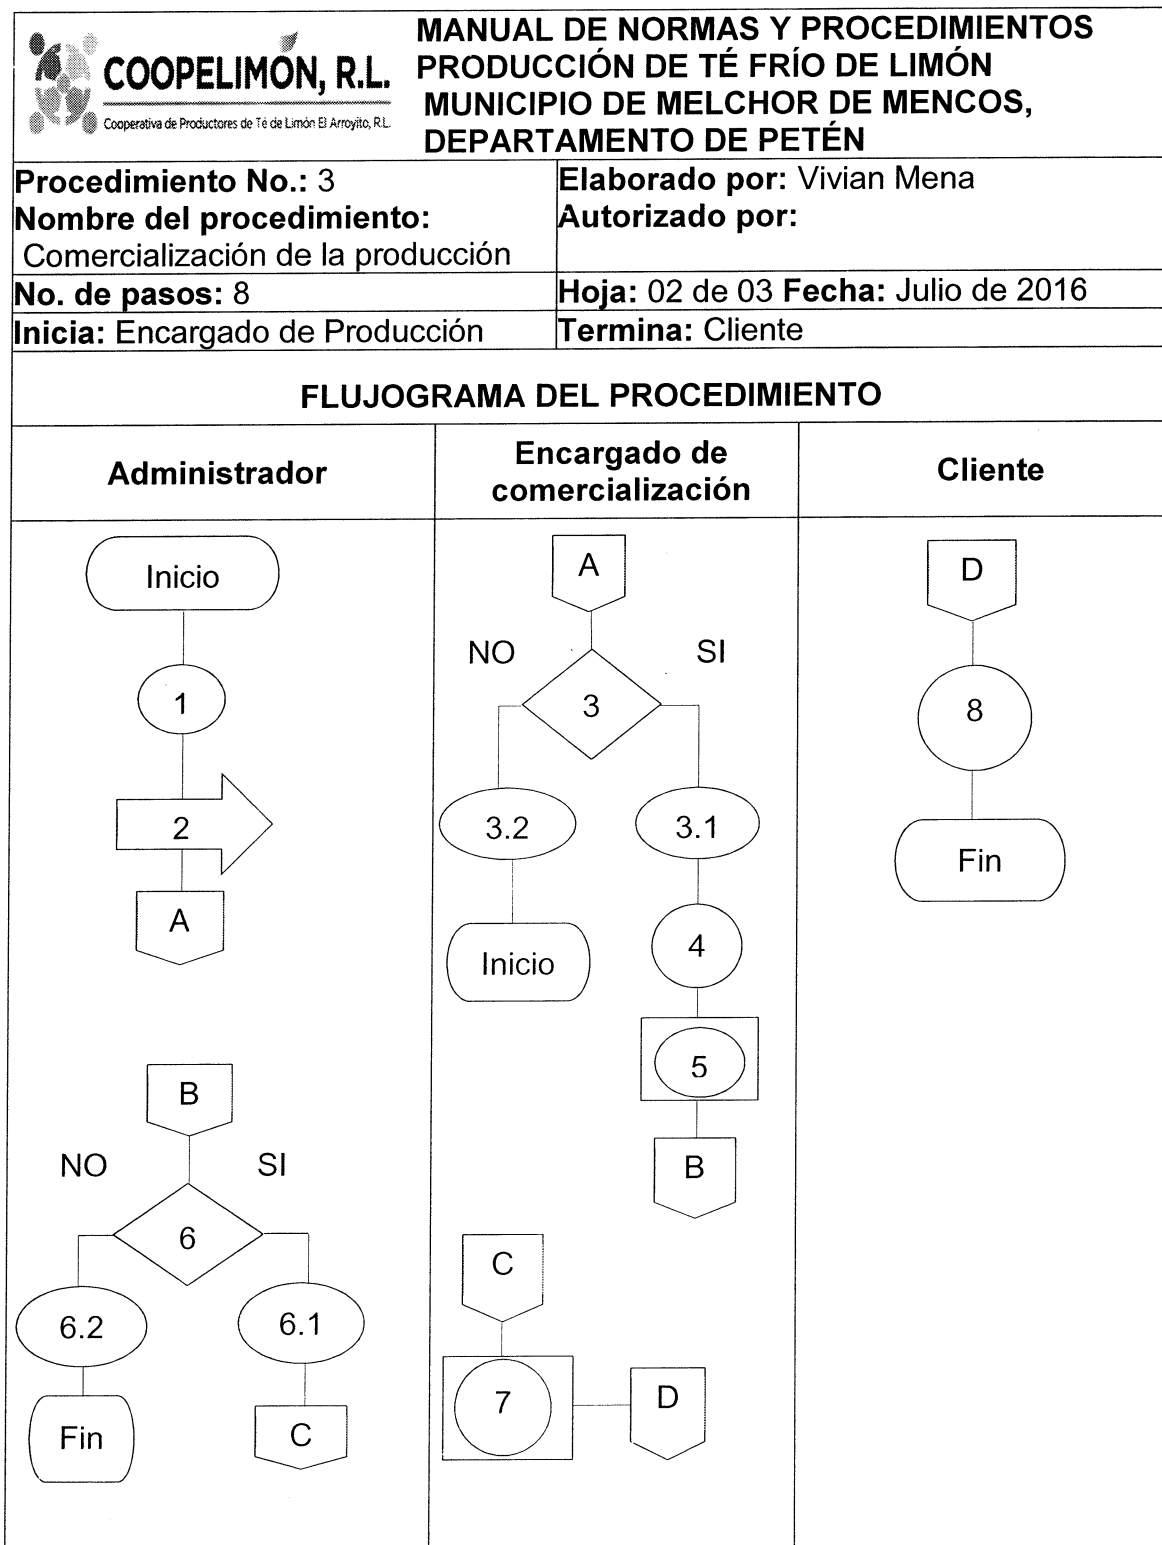 COOPELIMÓN, R.L.
Cooperativa de Productores de Té de Limón El Arroyito, R.L.
MANUAL DE NORMAS Y PROCEDIMIENTOS
PRODUCCIÓN DE TÉ FRÍO DE LIMÓN
MUNICIPIO DE MELCHOR DE MENCOS,
DEPARTAMENTO DE PETÉN
Procedimiento No.: 3
Nombre del procedimiento:
Comercialización de la producción
Elaborado por: Vivian Mena
Autorizado por:
No. de pasos: 8
Hoja: 02 de 03 Fecha: Julio de 2016
Inicia: Encargado de Producción
Termina: Cliente
FLUJOGRAMA DEL PROCEDIMIENTO
Administrador
Encargado de
comercialización
Cliente
Inicio
1
2
A
B
NO SI
6
6.2 6.1
Fin C
A
NO SI
3
3.2 3.1
4
Inicio
5
B
C
7 D
D
8
Fin